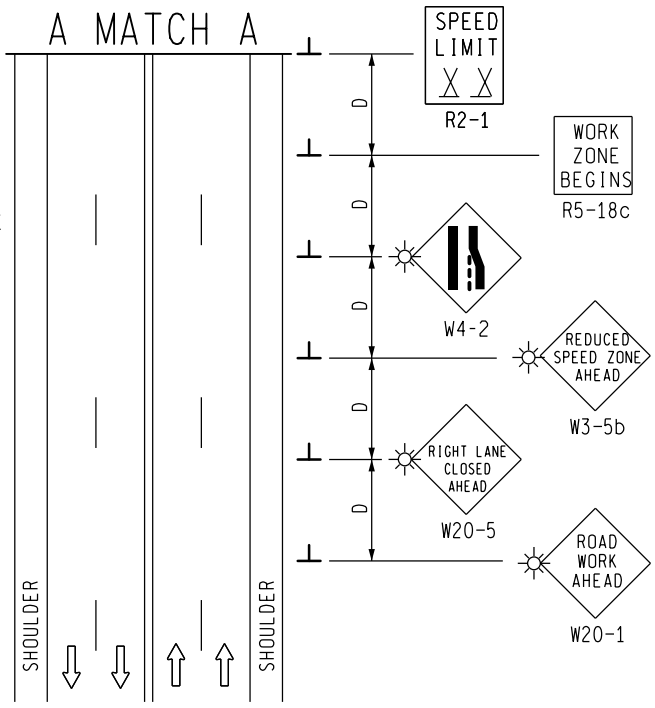 A MATCH A
SPEED
LIMIT
X X
R2-1
D
WORK
ZONE
BEGINS
R5-18c
D
W4-2
D
REDUCED
SPEED ZONE
AHEAD
W3-5b
D
RIGHT LANE
CLOSED
AHEAD
W20-5
D
ROAD
WORK
AHEAD
W20-1
SHOULDER
SHOULDER